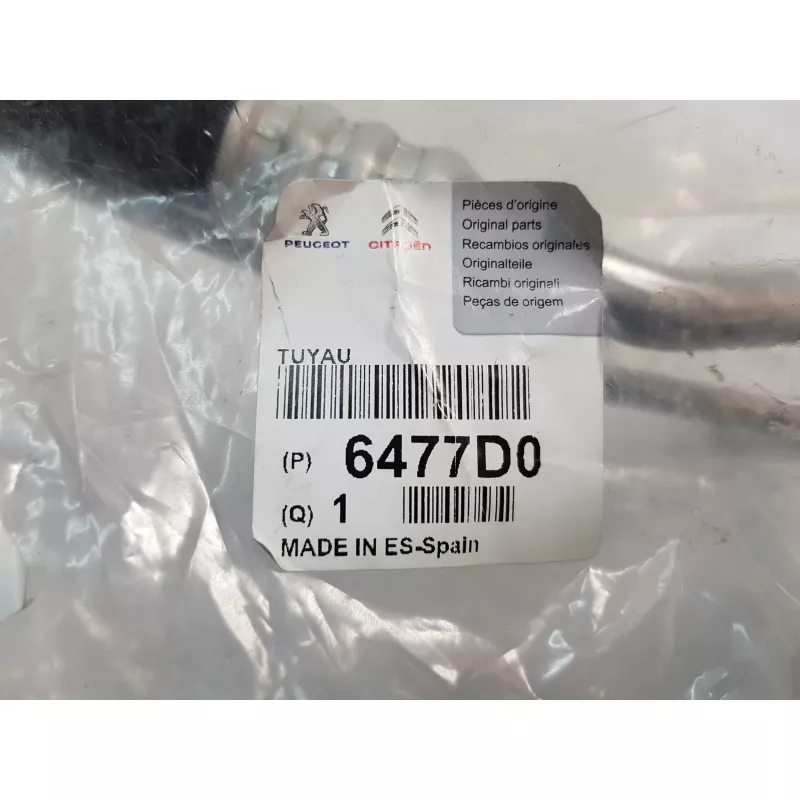 PEUGEOT
CITROËN
Pièces d'origine
Original parts
Recambios originales
Originalteile
Ricambi originali
Peças de origem
TUYAU
(P) 6477D0
(Q) 1
MADE IN ES-Spain